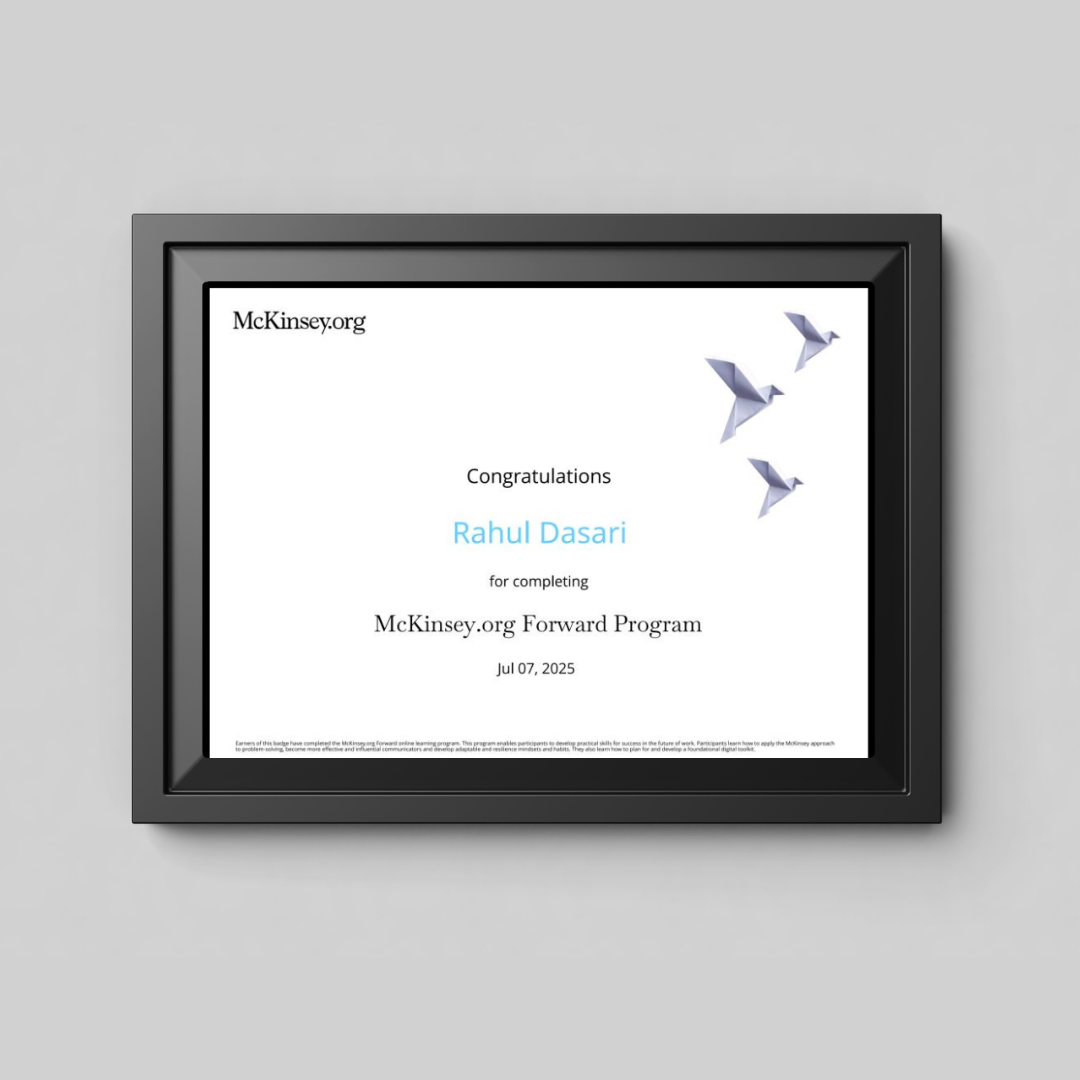 McKinsey.org
Congratulations
Rahul Dasari
for completing
McKinsey.org Forward Program
Jul 07, 2025
Earners of this badge have completed the McKinsey.org Forward online learning program. This program enables participants to develop practical skills for success in the future of work. Participants learn how to apply the McKinsey approach
to problem solving, become more effective and influential communicators and develop adaptable and resilience mindsets and habits. They also learn how to plan for and develop a foundational digital toolkit.